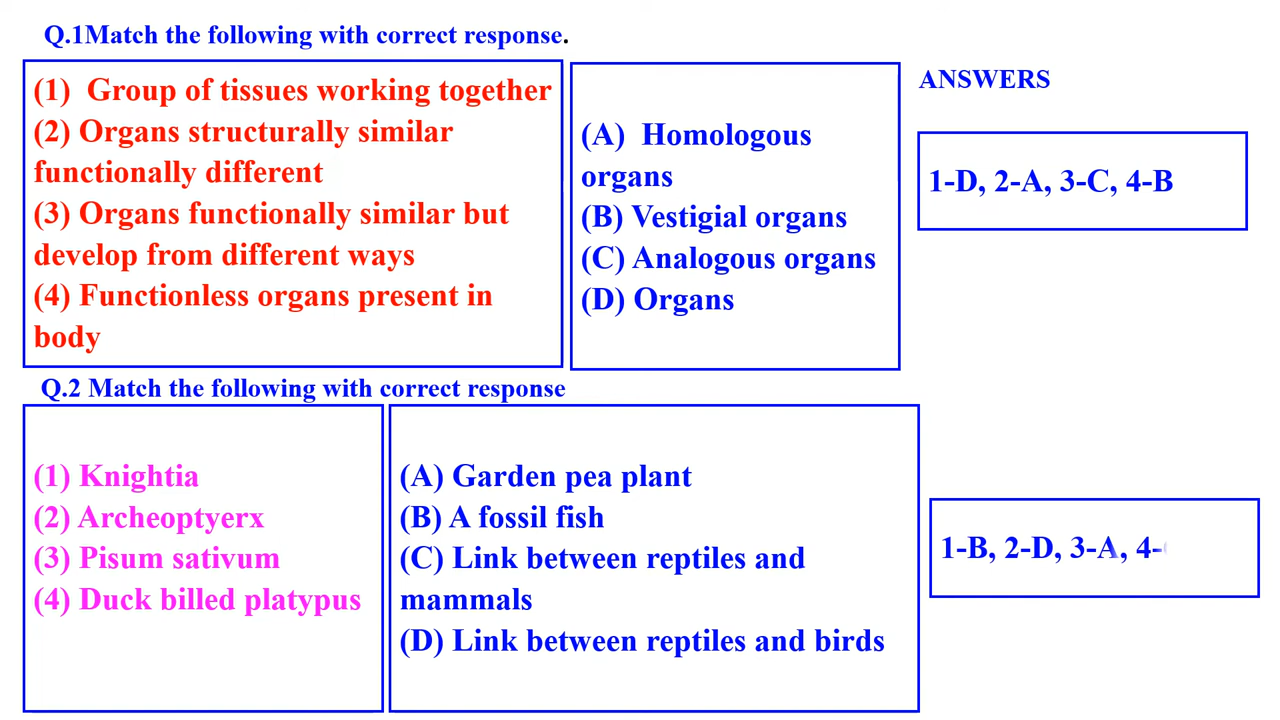 Q.1Match the following with correct response.
(1) Group of tissues working together
(2) Organs structurally similar
functionally different
(3) Organs functionally similar but
develop from different ways
(4) Functionless organs present in
body
(A) Homologous
organs
(B) Vestigial organs
(C) Analogous organs
(D) Organs
ANSWERS
1-D, 2-A, 3-C, 4-B
Q.2 Match the following with correct response
(1) Knightia
(2) Archeoptyerx
(3) Pisum sativum
(4) Duck billed platypus
(A) Garden pea plant
(B) A fossil fish
(C) Link between reptiles and
mammals
(D) Link between reptiles and birds
1-B, 2-D, 3-A, 4-